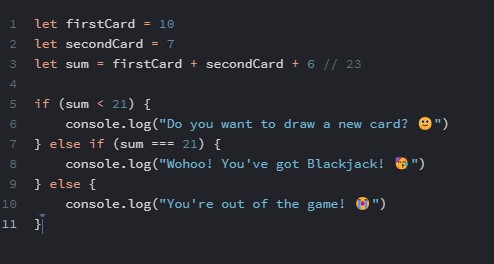 1 let firstCard = 10
2 let secondCard = 7
3 let sum = firstCard + secondCard + 6 // 23
4
5 if (sum < 21) {
6     console.log("Do you want to draw a new card? 🙂")
7 } else if (sum === 21) {
8     console.log("Wohoo! You've got Blackjack! 🥳")
9 } else {
10     console.log("You're out of the game! 😭")
11 }